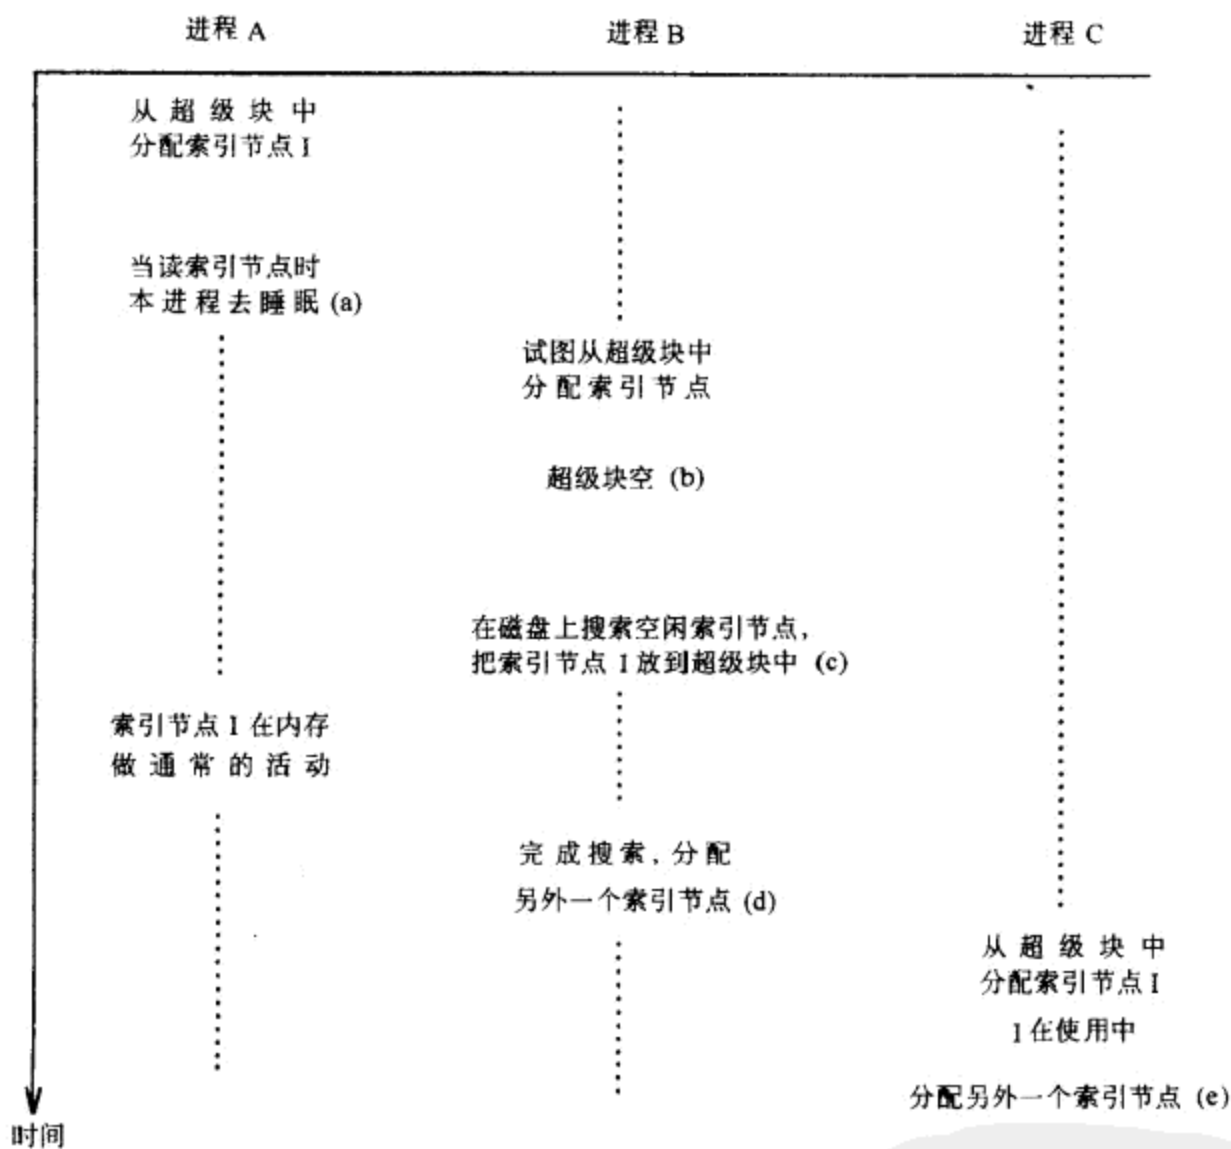 进程 A
进程 B
进程 C
从超级块中
分配索引节点 I
当读索引节点时
本进程去睡眠 (a)
试图从超级块中
分配索引节点
超级块空 (b)
在磁盘上搜索空闲索引节点,
把索引节点 I 放到超级块中 (c)
索引节点 I 在内存
做通常的活动
完成搜索, 分配
另外一个索引节点 (d)
从超级块中
分配索引节点 I
I 在使用中
分配另外一个索引节点 (e)
时间